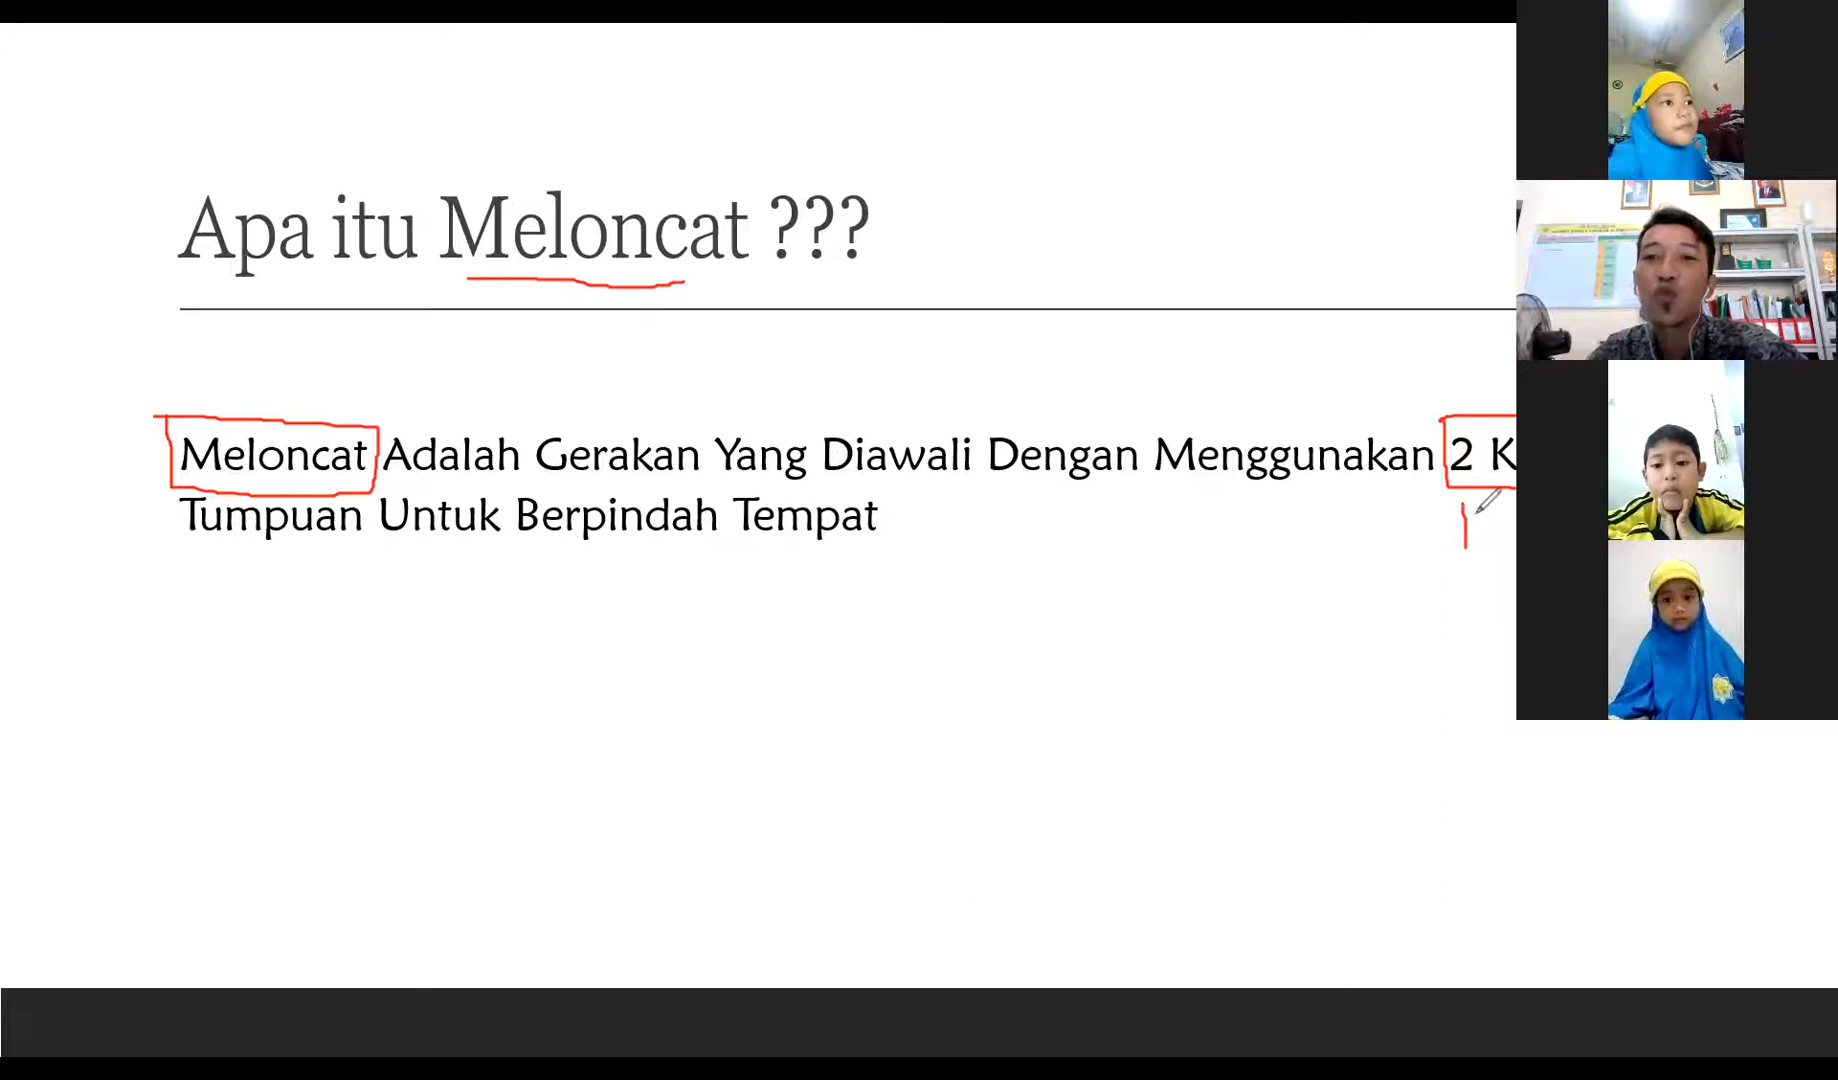 Apa itu Meloncat ???
Meloncat Adalah Gerakan Yang Diawali Dengan Menggunakan 2 K
Tumpuan Untuk Berpindah Tempat